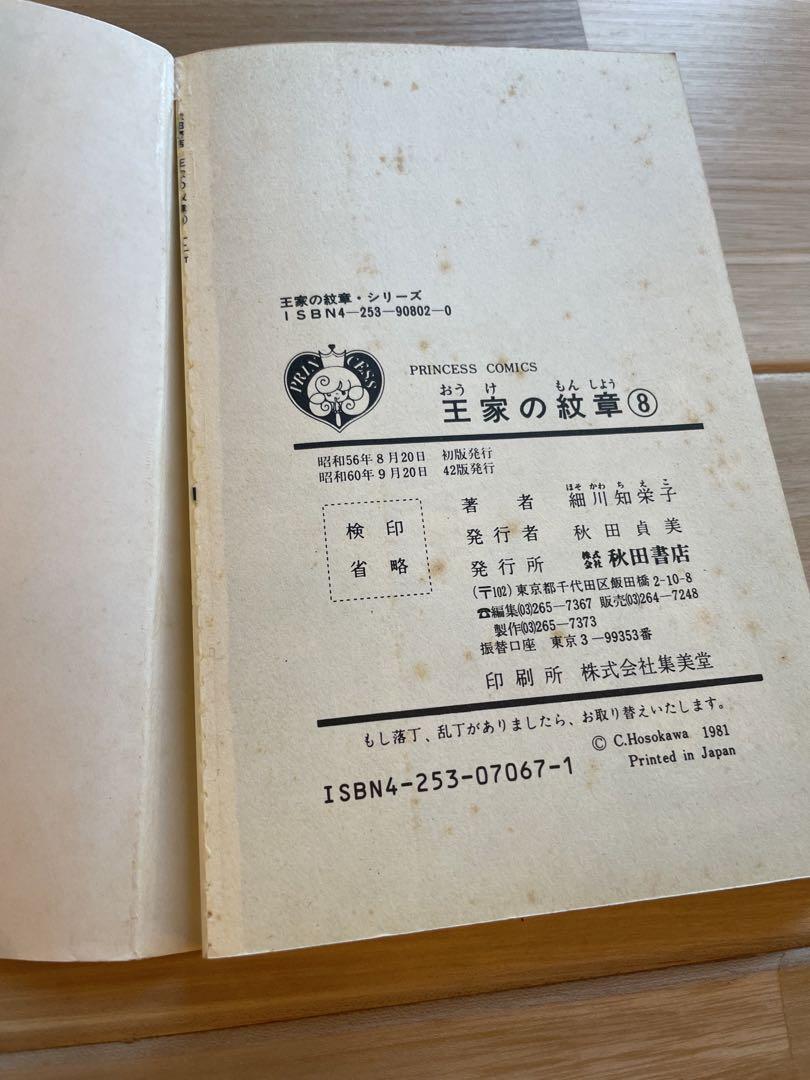 王家の紋章・シリーズ
ISBN4-253-90802-0
PRINCESS
PRINCESS COMICS
おうけ もんしよう
王家の紋章⑧
昭和56年8月20日 初版発行
昭和60年9月20日 42版発行
検印
省略
ほそかわちえこ
著者 細川知栄子
発行者 秋田貞美
発行所 株式会社秋田書店
(〒102)東京都千代田区飯田橋2-10-8
☎編集(03)265-7367 販売(03)264-7248
製作(03)265-7373
振替口座 東京3-99353番
印刷所 株式会社集美堂
もし落丁、乱丁がありましたら、お取り替えいたします。
© C.Hosokawa 1981
Printed in Japan
ISBN4-253-07067-1